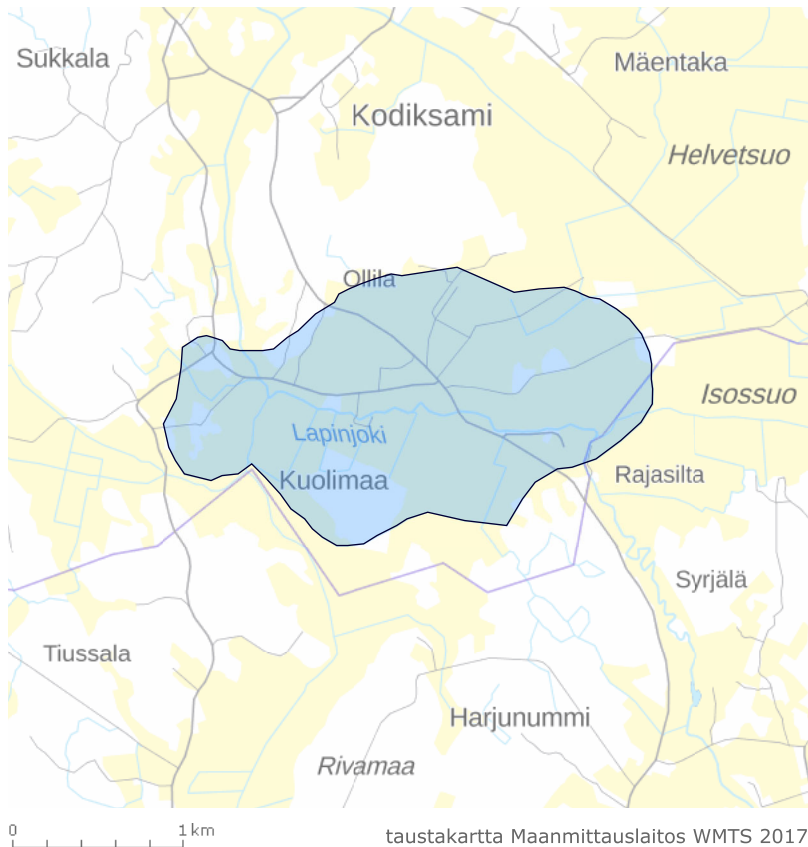 Sukkala
Mäentaka
Kodiksami
Helvetsuo
Ollila
Isossuo
Lapinjoki
Kuolimaa
Rajasilta
Syrjälä
Tiussala
Harjunummi
Rivamaa
0 1 km
taustakartta Maanmittauslaitos WMTS 2017